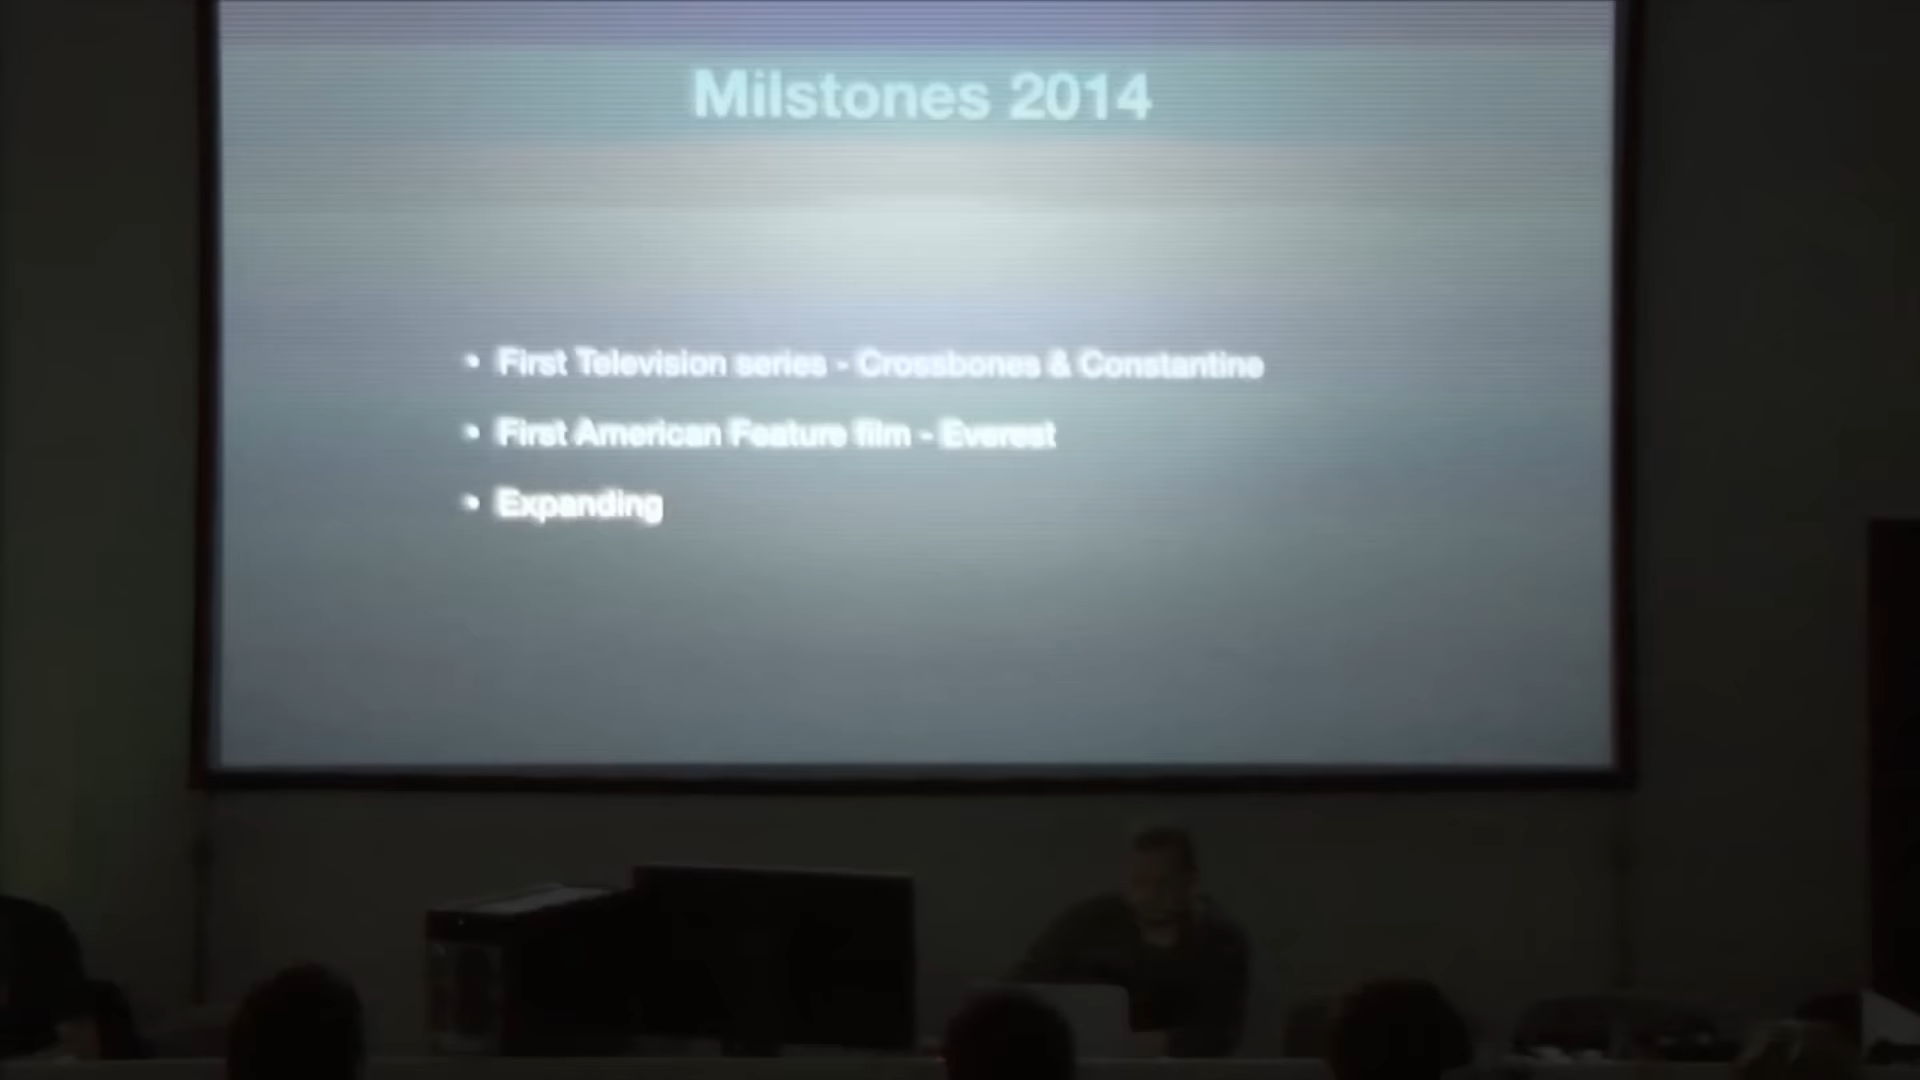 Milstones 2014
• First Television series - Crossbones & Constantine
• First American Feature film - Everest
• Expanding